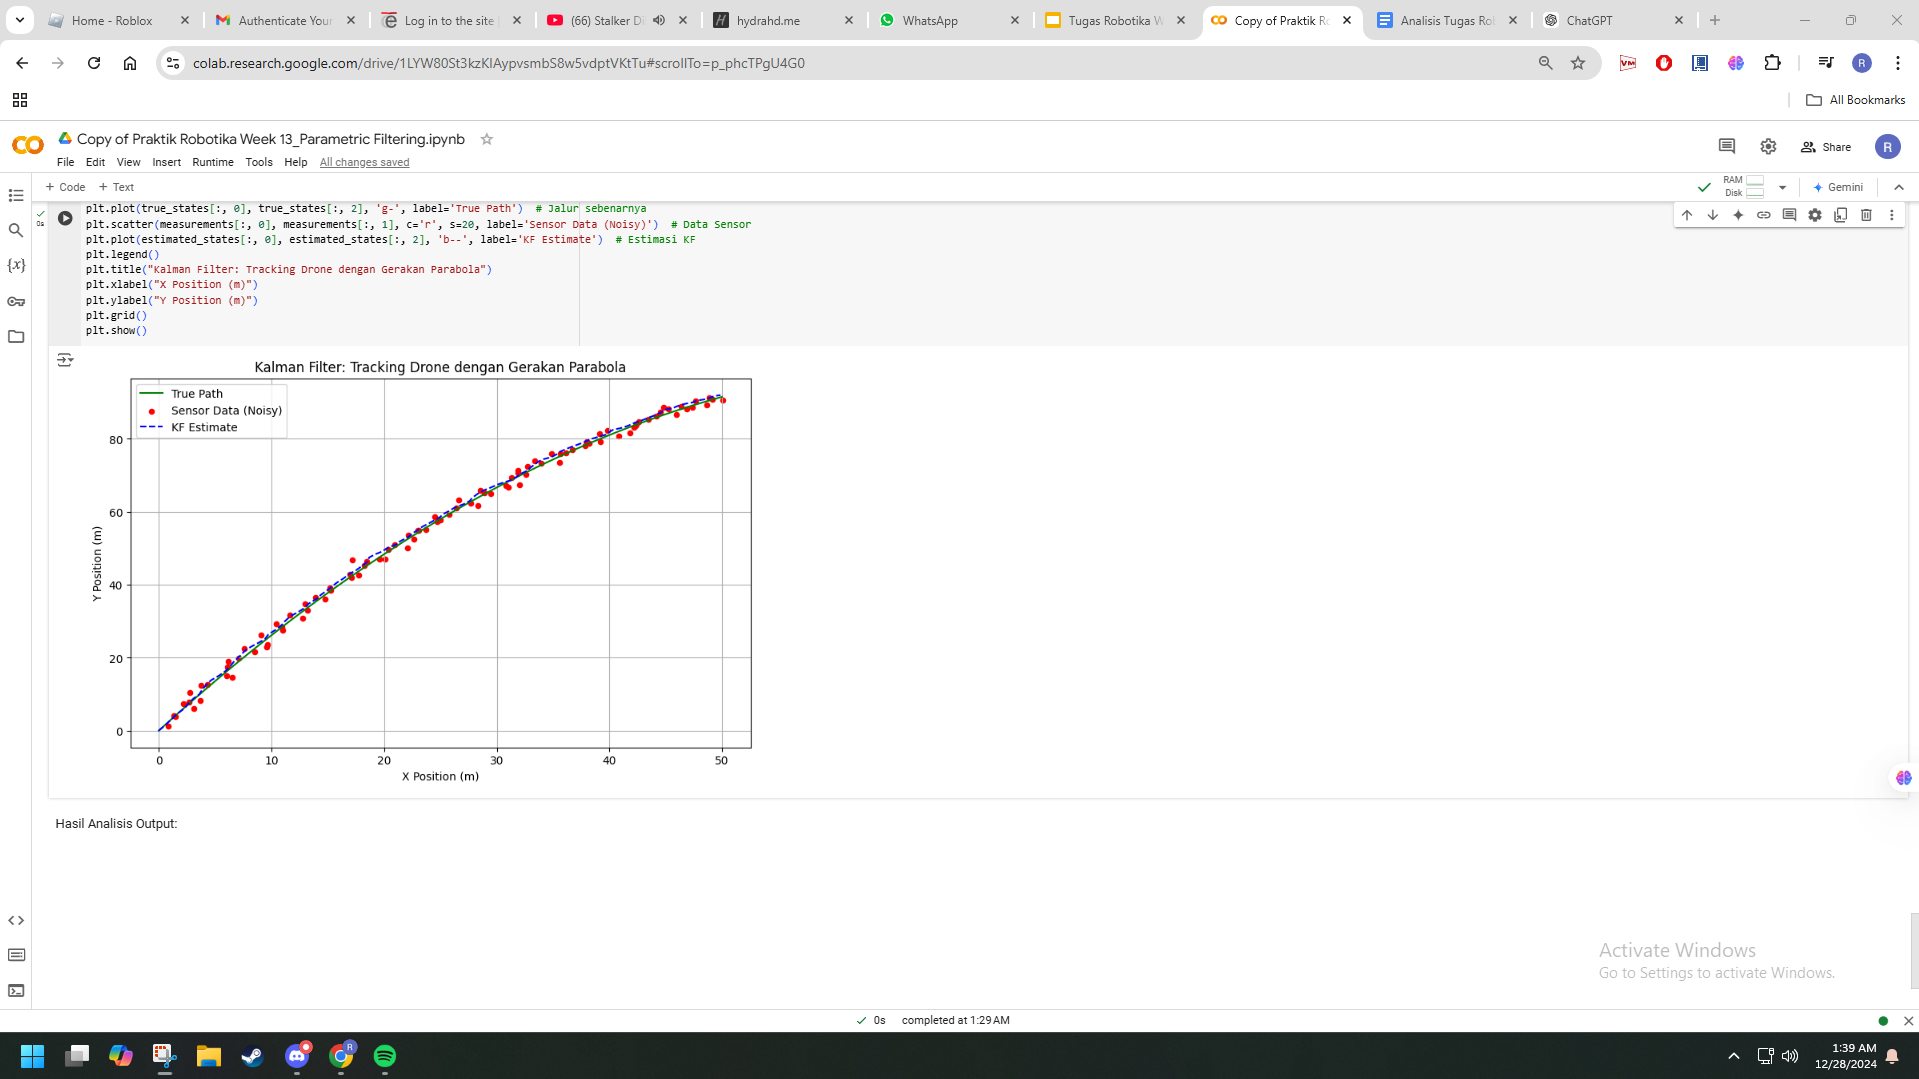 Home - Roblox
Authenticate Your
Log in to the site
(66) Stalker Di
hydrahd.me
WhatsApp
Tugas Robotika W
Copy of Praktik Ro
Analisis Tugas Rob
ChatGPT
colab.research.google.com/drive/1LYW80St3kzKIAypvsmbS8w5vdptVKtTu#scrollTo=p_phcTPgU4G0
R
All Bookmarks
CO
Copy of Praktik Robotika Week 13_Parametric Filtering.ipynb
File Edit View Insert Runtime Tools Help All changes saved
Share
R
+ Code + Text
RAM
Disk
Gemini
0s
plt.plot(true_states[:, 0], true_states[:, 2], 'g-', label='True Path')  # Jalur sebenarnya
plt.scatter(measurements[:, 0], measurements[:, 1], c='r', s=20, label='Sensor Data (Noisy)')  # Data Sensor
plt.plot(estimated_states[:, 0], estimated_states[:, 2], 'b--', label='KF Estimate')  # Estimasi KF
plt.legend()
plt.title("Kalman Filter: Tracking Drone dengan Gerakan Parabola")
plt.xlabel("X Position (m)")
plt.ylabel("Y Position (m)")
plt.grid()
plt.show()
Kalman Filter: Tracking Drone dengan Gerakan Parabola
True Path
Sensor Data (Noisy)
KF Estimate
80
60
40
20
0
Y Position (m)
0 10 20 30 40 50
X Position (m)
Hasil Analisis Output:
Activate Windows
Go to Settings to activate Windows.
0s completed at 1:29 AM
1:39 AM
12/28/2024